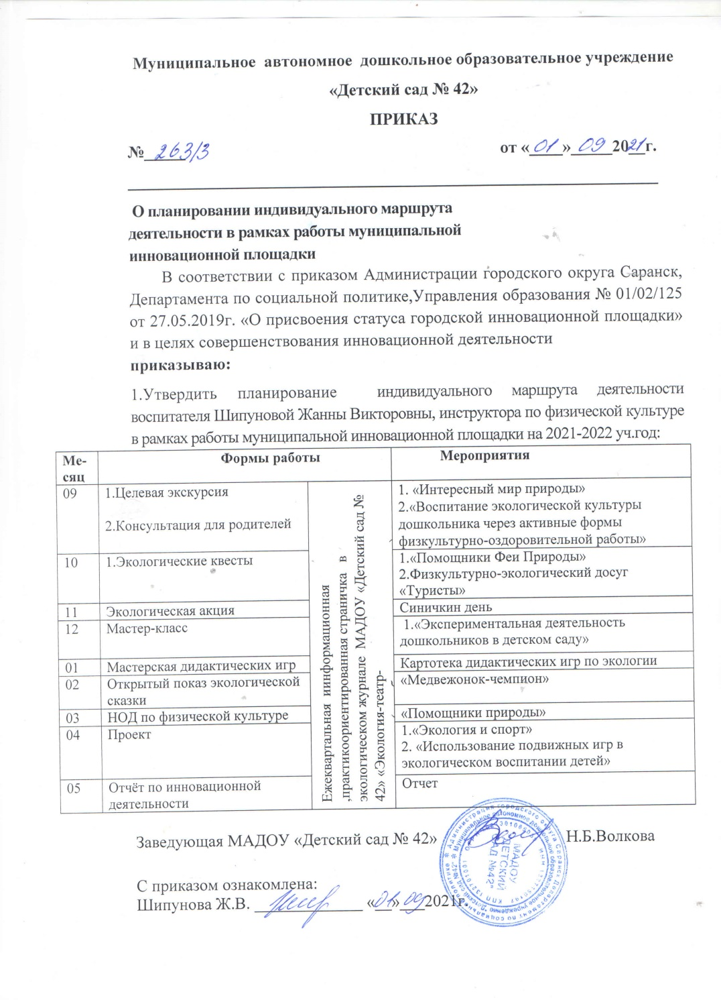 Муниципальное автономное дошкольное образовательное учреждение
«Детский сад № 42»
ПРИКАЗ
№ 263/3 от «01» 09 2021 г.
О планировании индивидуального маршрута
деятельности в рамках работы муниципальной
инновационной площадки
В соответствии с приказом Администрации городского округа Саранск,
Департамента по социальной политике,Управления образования № 01/02/125
от 27.05.2019г. «О присвоения статуса городской инновационной площадки»
и в целях совершенствования инновационной деятельности
приказываю:
1.Утвердить планирование индивидуального маршрута деятельности
воспитателя Шипуновой Жанны Викторовны, инструктора по физической культуре
в рамках работы муниципальной инновационной площадки на 2021-2022 уч.год:
Ме-
сяц
Формы работы
Мероприятия
09
1.Целевая экскурсия
2.Консультация для родителей
Ежеквартальная иинформационная
,практикоориентированная страничка в
экологическом журнале МАДОУ «Детский сад №
42» «Экология-театр-
1. «Интересный мир природы»
2.«Воспитание экологической культуры
дошкольника через активные формы
физкультурно-оздоровительной работы»
10
1.Экологические квесты
1.«Помощники Феи Природы»
2.Физкультурно-экологический досуг
«Туристы»
11
Экологическая акция
Синичкин день
12
Мастер-класс
1.«Экспериментальная деятельность
дошкольников в детском саду»
01
Мастерская дидактических игр
Картотека дидактических игр по экологии
02
Открытый показ экологической
сказки
«Медвежонок-чемпион»
03
НОД по физической культуре
«Помощники природы»
04
Проект
1.«Экология и спорт»
2. «Использование подвижных игр в
экологическом воспитании детей»
05
Отчёт по инновационной
деятельности
Отчет
Заведующая МАДОУ «Детский сад № 42» Н.Б.Волкова
МАДОУ
ДЕТСКИЙ
САД №42"
С приказом ознакомлена:
Шипунова Ж.В. «01» 09 2021г.